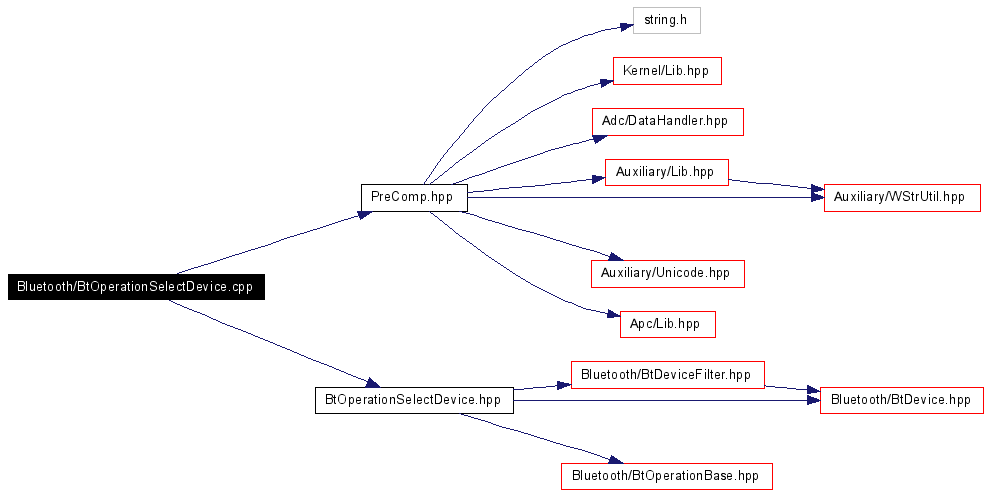 string.h
Kernel/Lib.hpp
Adc/DataHandler.hpp
Auxiliary/Lib.hpp
PreComp.hpp
Auxiliary/WStrUtil.hpp
Auxiliary/Unicode.hpp
Bluetooth/BtOperationSelectDevice.cpp
Apc/Lib.hpp
Bluetooth/BtDeviceFilter.hpp
BtOperationSelectDevice.hpp
Bluetooth/BtDevice.hpp
Bluetooth/BtOperationBase.hpp